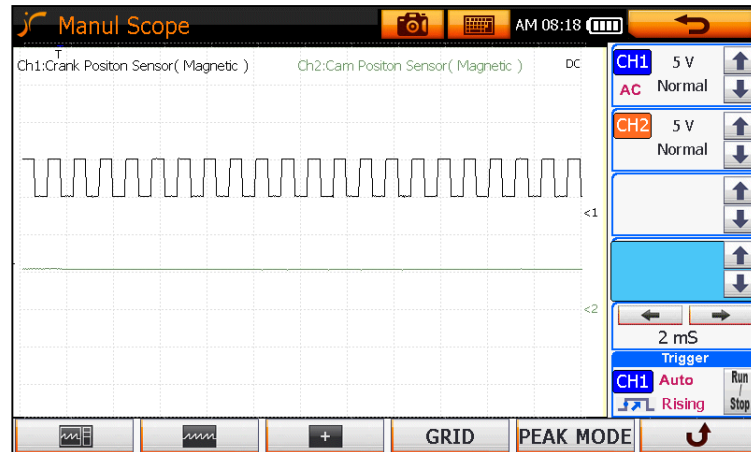 Manul Scope
AM 08:18
T
Ch1:Crank Positon Sensor( Magnetic )
Ch2:Cam Positon Sensor( Magnetic )
DC
CH1 5 V
AC Normal
CH2 5 V
Normal
<1
<2
2 mS
Trigger
CH1 Auto
Rising
Run
/
Stop
+
GRID
PEAK MODE